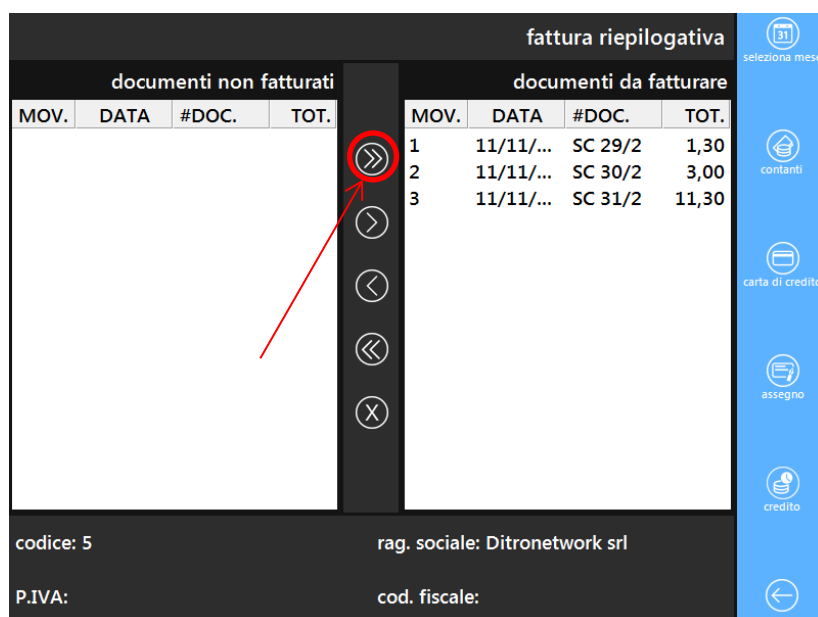 fattura riepilogativa
documenti non fatturati
MOV. DATA #DOC. TOT.
documenti da fatturare
MOV. DATA #DOC. TOT.
1 11/11/... SC 29/2 1,30
2 11/11/... SC 30/2 3,00
3 11/11/... SC 31/2 11,30
X
codice: 5
rag. sociale: Ditronetwork srl
P.IVA:
cod. fiscale:
31
seleziona mese
contanti
carta di credito
assegno
credito